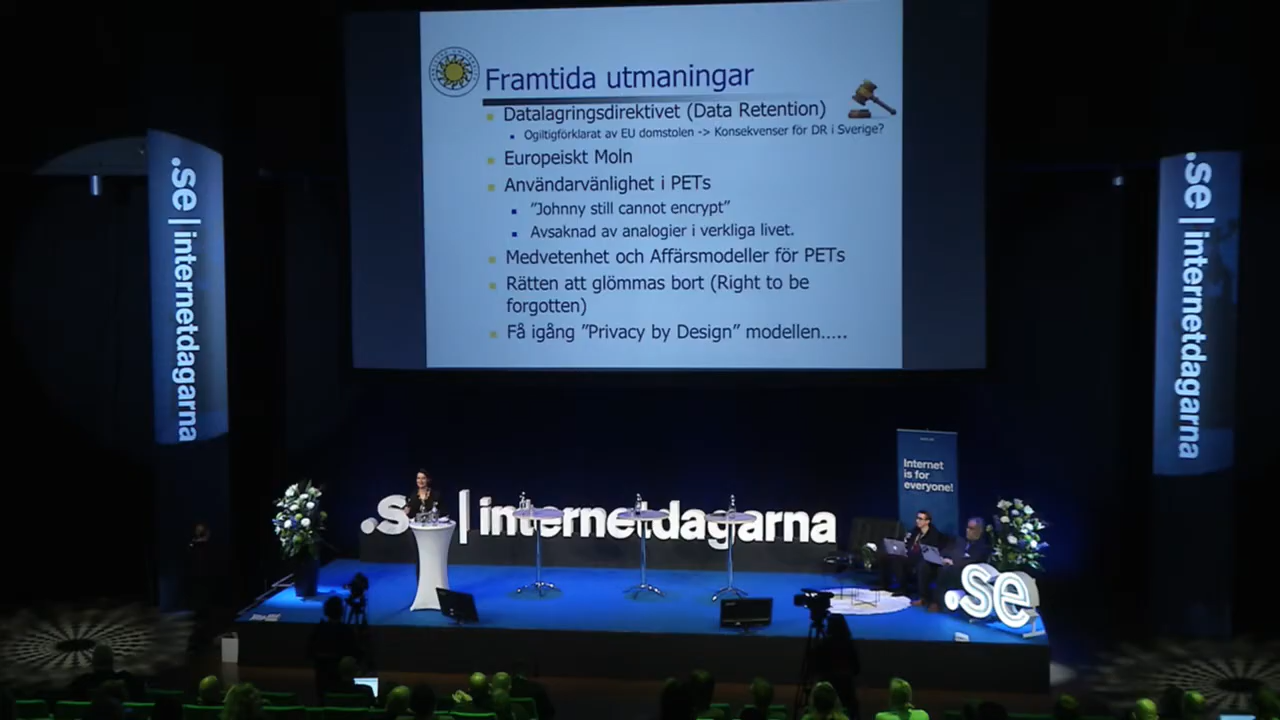 Framtida utmaningar
Datalagringsdirektivet (Data Retention)
Ogiltigförklarat av EU domstolen -> Konsekvenser för DR i Sverige?
Europeiskt Moln
Användarvänlighet i PETs
"Johnny still cannot encrypt"
Avsaknad av analogier i verkliga livet.
Medvetenhet och Affärsmodeller för PETs
Rätten att glömmas bort (Right to be
forgotten)
Få igång "Privacy by Design" modellen.....
.se | internetdagarna
.se | internetdagarna
Internet
is for
everyone!
.se | internetdagarna
.se